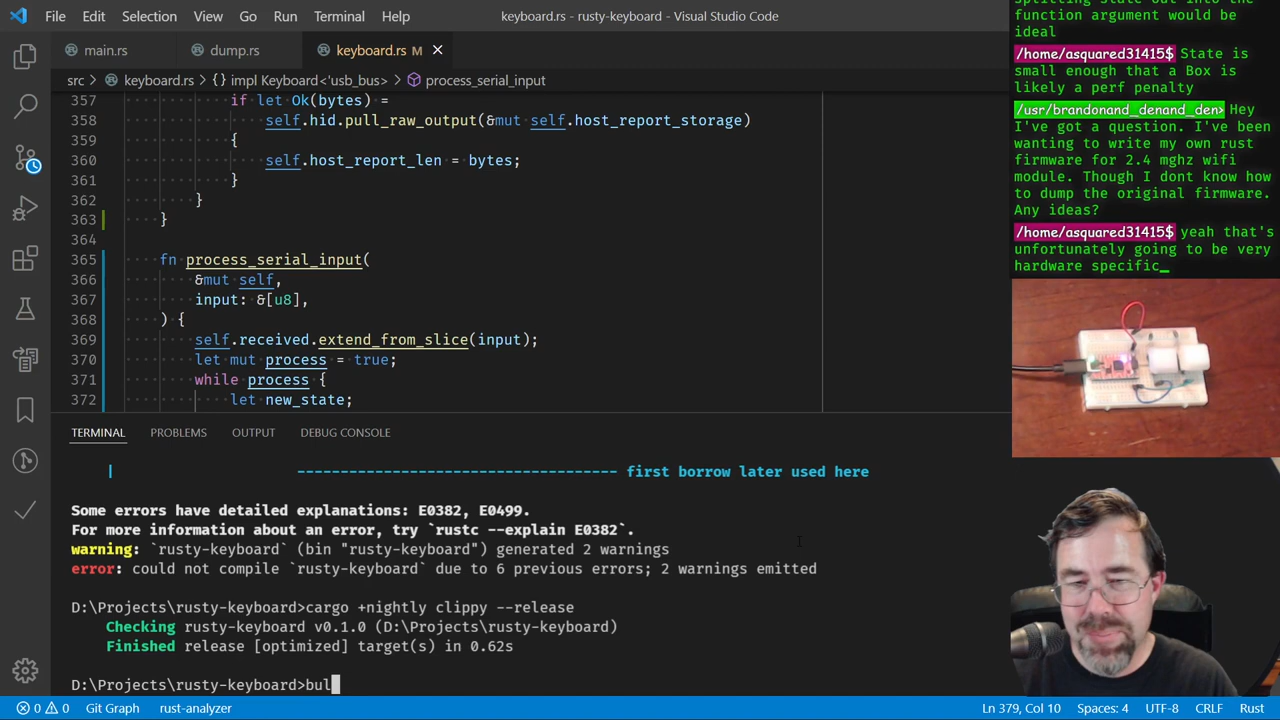 File Edit Selection View Go Run Terminal Help keyboard.rs - rusty-keyboard - Visual Studio Code
main.rs dump.rs keyboard.rs M
src > keyboard.rs > {} impl Keyboard<'usb_bus> > process_serial_input
357 if let Ok(bytes) =
358 self.hid.pull_raw_output(&mut self.host_report_storage)
359 {
360 self.host_report_len = bytes;
361 }
362 }
363 }
364
365 fn process_serial_input(
366 &mut self,
367 input: &[u8],
368 ) {
369 self.received.extend_from_slice(input);
370 let mut process = true;
371 while process {
372 let new_state;
TERMINAL PROBLEMS OUTPUT DEBUG CONSOLE
| ------------------------------------- first borrow later used here
Some errors have detailed explanations: E0382, E0499.
For more information about an error, try `rustc --explain E0382`.
warning: `rusty-keyboard` (bin "rusty-keyboard") generated 2 warnings
error: could not compile `rusty-keyboard` due to 6 previous errors; 2 warnings emitted
D:\Projects\rusty-keyboard>cargo +nightly clippy --release
Checking rusty-keyboard v0.1.0 (D:\Projects\rusty-keyboard)
Finished release [optimized] target(s) in 0.62s
D:\Projects\rusty-keyboard>bul
0 0 Git Graph rust-analyzer Ln 379, Col 10 Spaces: 4 UTF-8 CRLF Rust
splitting state out into the
function argument would be
ideal
/home/asquared31415$ State is
small enough that a Box is
likely a perf penalty
/usr/brandonand_denand_den> Hey
I've got a question. I've been
wanting to write my own rust
firmware for 2.4 mghz wifi
module. Though I dont know how
to dump the original firmware.
Any ideas?
/home/asquared31415$ yeah that's
unfortunately going to be very
hardware specific_